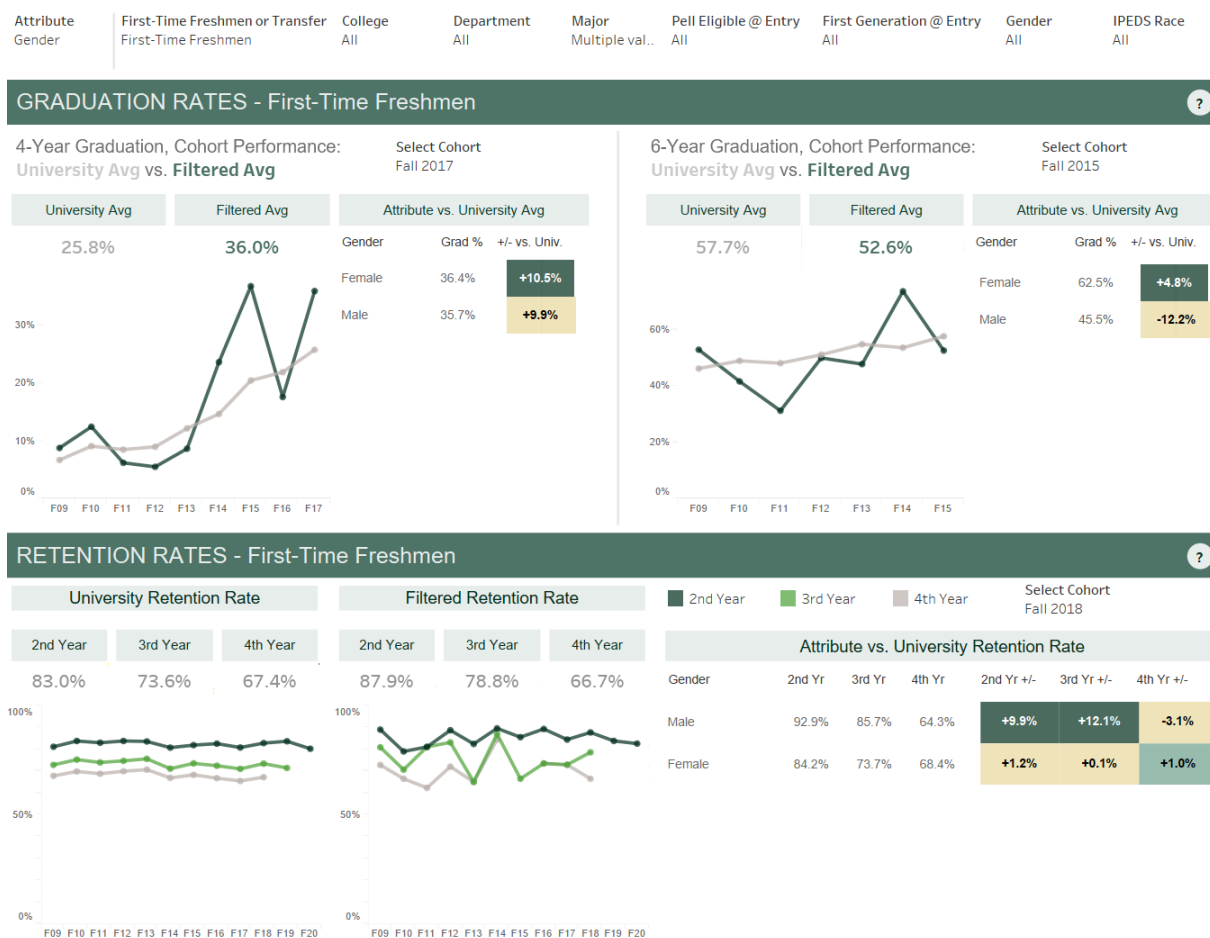 Attribute First-Time Freshmen or Transfer College Department Major Pell Eligible @ Entry First Generation @ Entry Gender IPEDS Race
Gender First-Time Freshmen All All Multiple val.. All All All All
GRADUATION RATES - First-Time Freshmen ?
4-Year Graduation, Cohort Performance:
University Avg vs. Filtered Avg
Select Cohort
Fall 2017
University Avg Filtered Avg Attribute vs. University Avg
25.8% 36.0%
Gender Grad % +/- vs. Univ.
Female 36.4% +10.5%
Male 35.7% +9.9%
30%
20%
10%
0%
F09 F10 F11 F12 F13 F14 F15 F16 F17
6-Year Graduation, Cohort Performance:
University Avg vs. Filtered Avg
Select Cohort
Fall 2015
University Avg Filtered Avg Attribute vs. University Avg
57.7% 52.6%
Gender Grad % +/- vs. Univ.
Female 62.5% +4.8%
Male 45.5% -12.2%
60%
40%
20%
0%
F09 F10 F11 F12 F13 F14 F15
RETENTION RATES - First-Time Freshmen ?
University Retention Rate
2nd Year 3rd Year 4th Year
83.0% 73.6% 67.4%
100%
50%
0%
F09 F10 F11 F12 F13 F14 F15 F16 F17 F18 F19 F20
Filtered Retention Rate
2nd Year 3rd Year 4th Year
87.9% 78.8% 66.7%
100%
50%
0%
F09 F10 F11 F12 F13 F14 F15 F16 F17 F18 F19 F20
2nd Year 3rd Year 4th Year
Select Cohort
Fall 2018
Attribute vs. University Retention Rate
Gender 2nd Yr 3rd Yr 4th Yr 2nd Yr +/- 3rd Yr +/- 4th Yr +/-
Male 92.9% 85.7% 64.3% +9.9% +12.1% -3.1%
Female 84.2% 73.7% 68.4% +1.2% +0.1% +1.0%